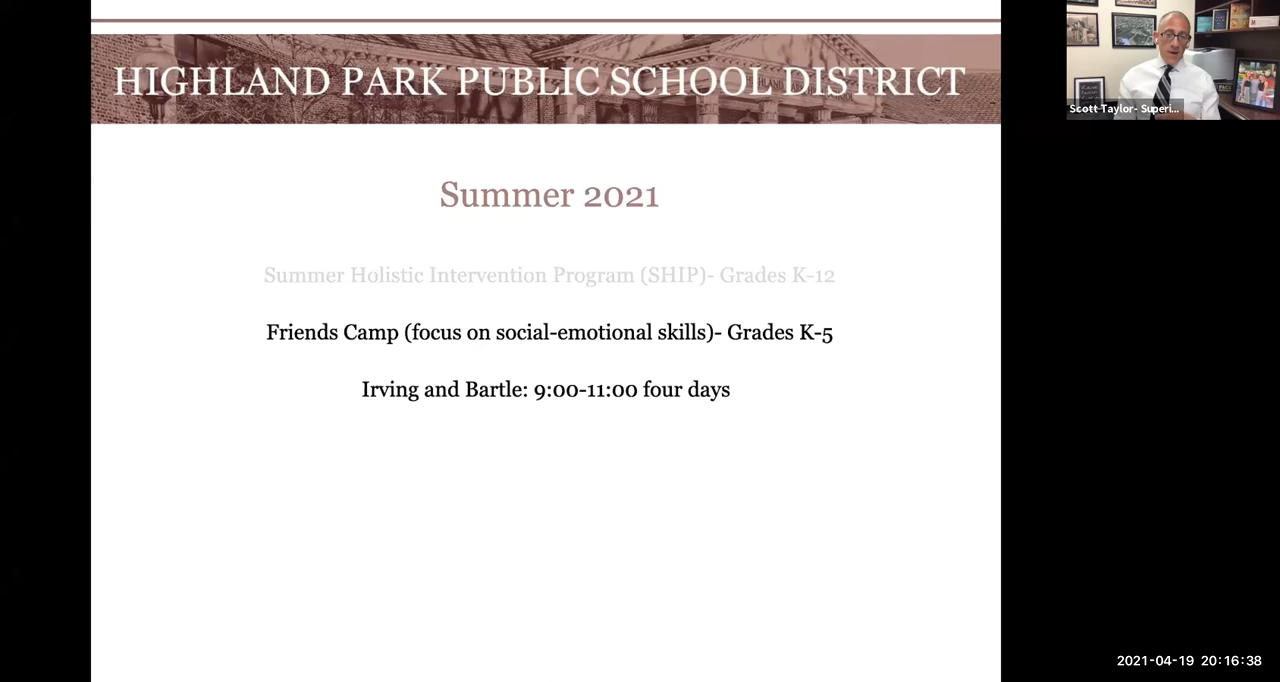 HIGHLAND PARK PUBLIC SCHOOL DISTRICT
Scott Taylor- Superi...
Summer 2021
Summer Holistic Intervention Program (SHIP)- Grades K-12
Friends Camp (focus on social-emotional skills)- Grades K-5
Irving and Bartle: 9:00-11:00 four days
2021-04-19 20:16:38